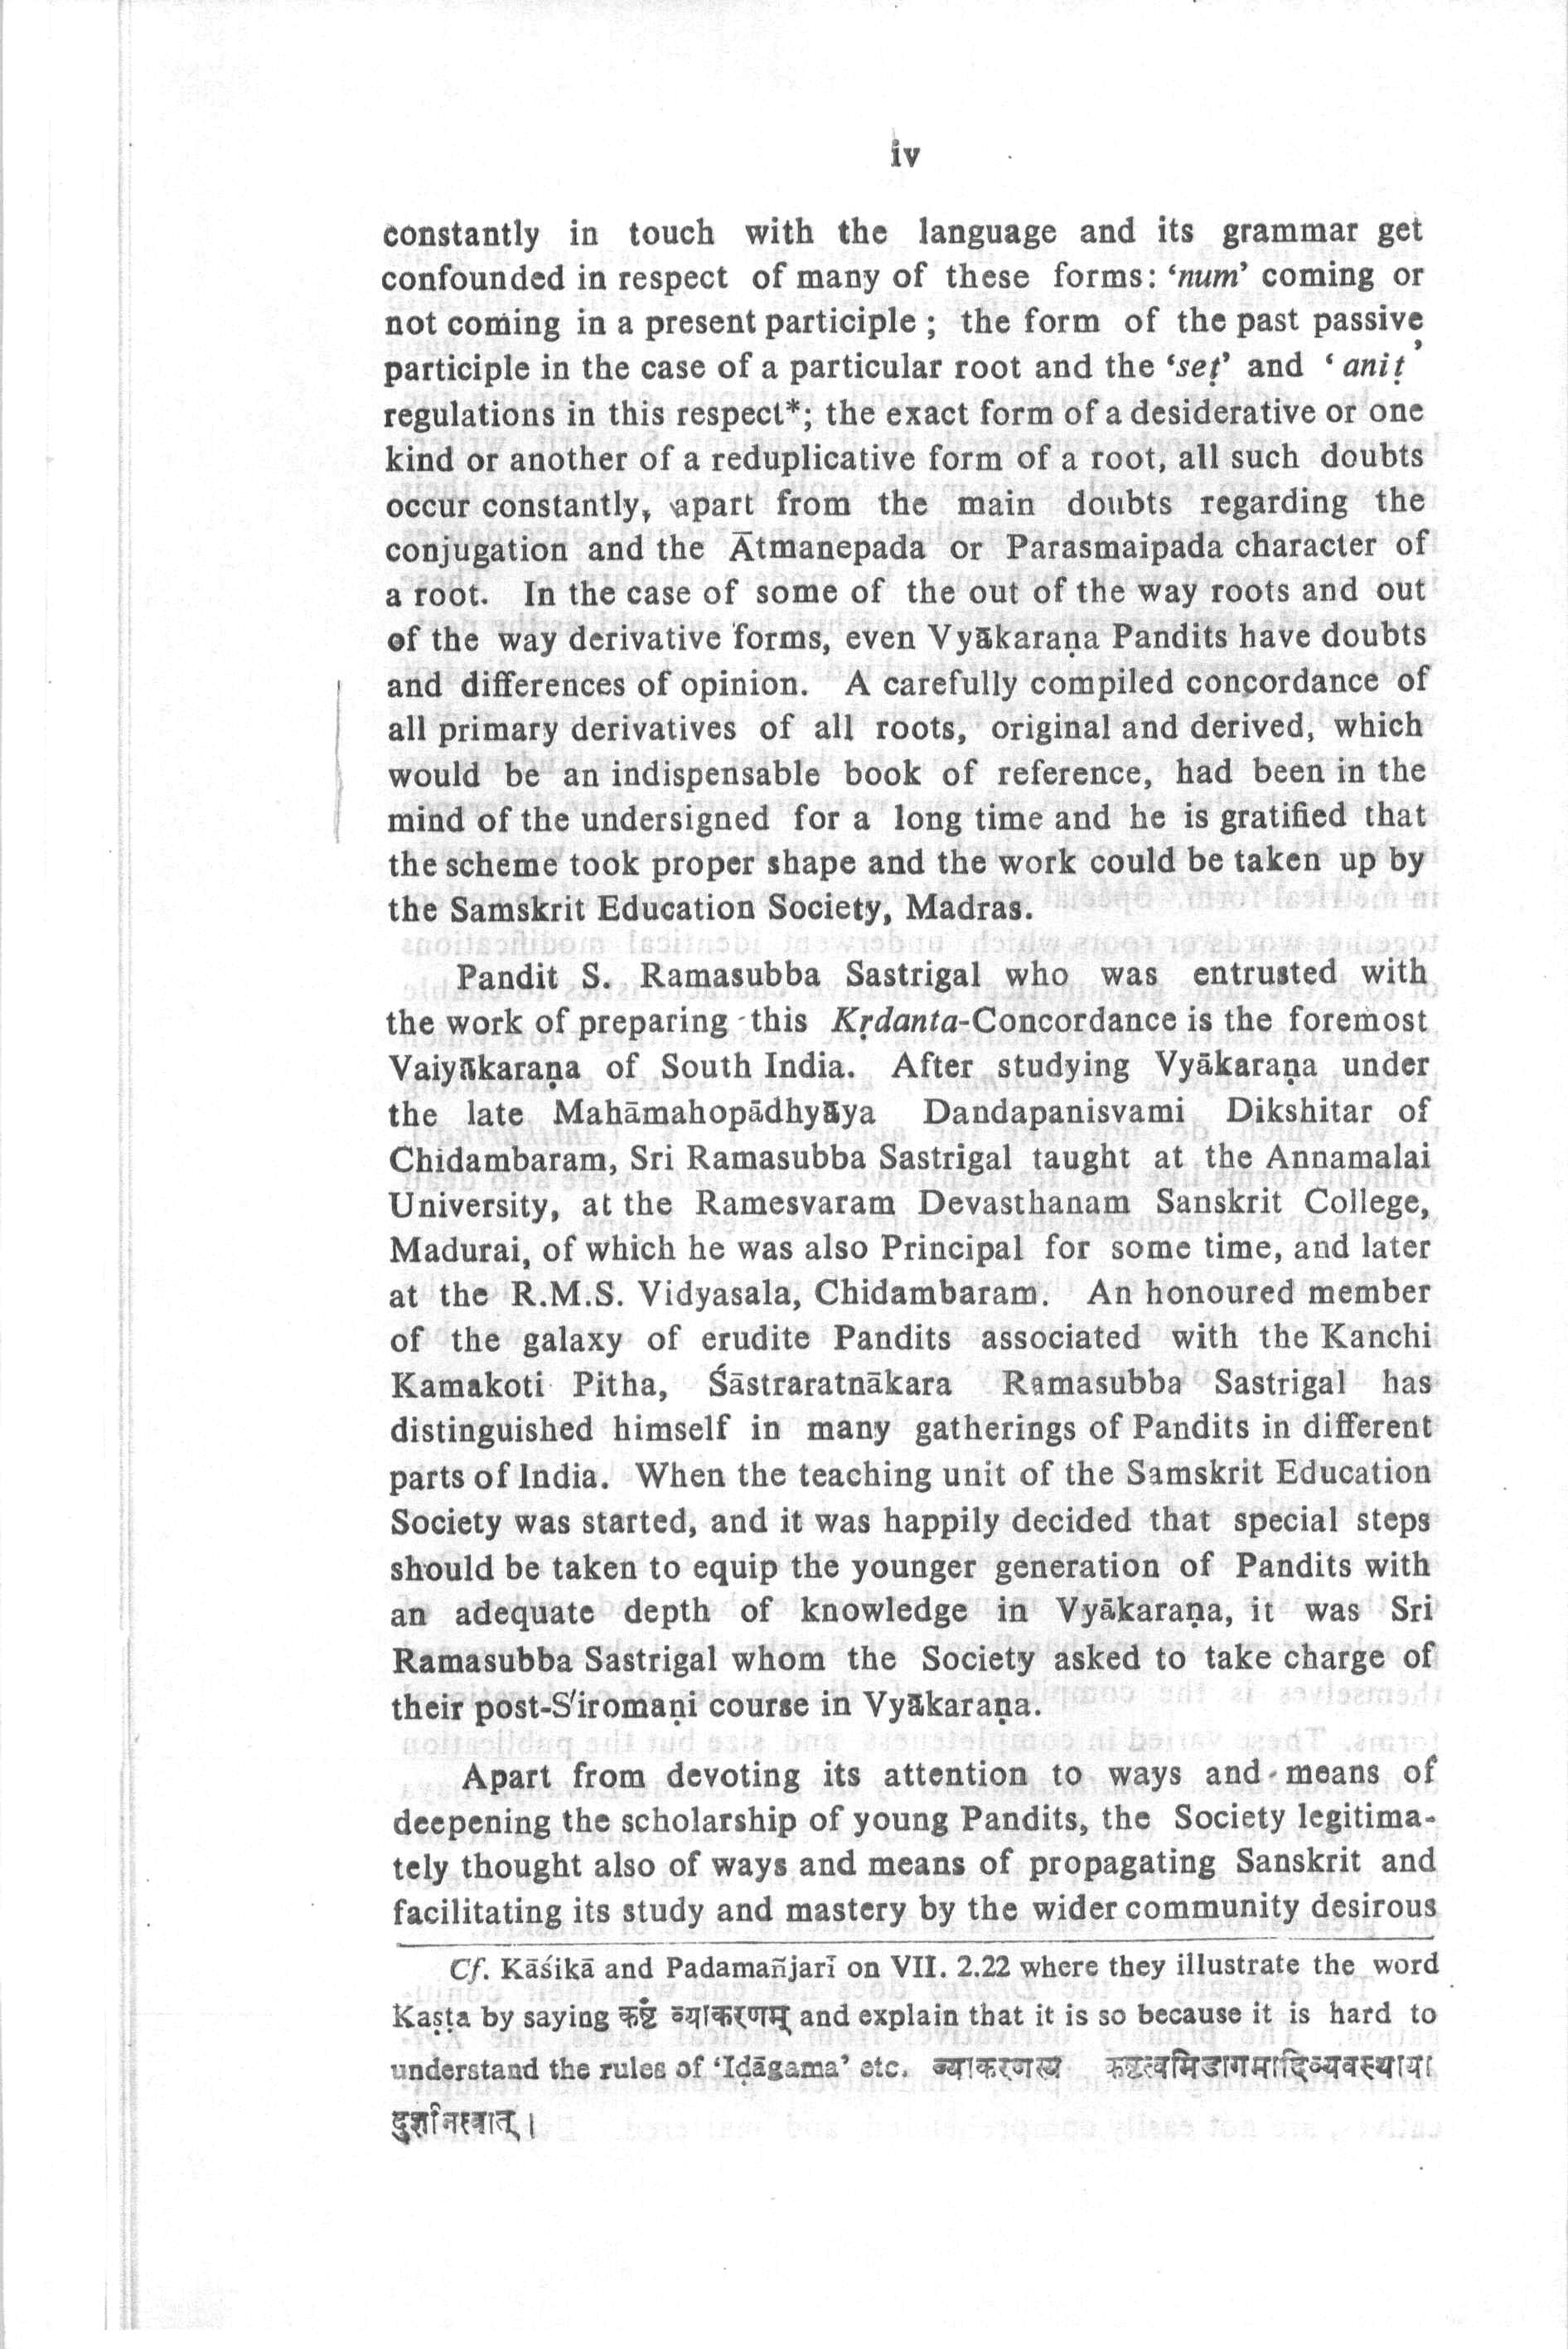 iv
constantly in touch with the language and its grammar get
confounded in respect of many of these forms: ‘num’ coming or
not coming in a present participle ; the form of the past passive
participle in the case of a particular root and the ‘seṭ’ and ‘ aniṭ’
regulations in this respect*; the exact form of a desiderative or one
kind or another of a reduplicative form of a root, all such doubts
occur constantly, apart from the main doubts regarding the
conjugation and the Ātmanepada or Parasmaipada character of
a root. In the case of some of the out of the way roots and out
of the way derivative forms, even Vyākaraṇa Pandits have doubts
and differences of opinion. A carefully compiled concordance of
all primary derivatives of all roots, original and derived, which
would be an indispensable book of reference, had been in the
mind of the undersigned for a long time and he is gratified that
the scheme took proper shape and the work could be taken up by
the Samskrit Education Society, Madras.
Pandit S. Ramasubba Sastrigal who was entrusted with
the work of preparing this Kṛdanta-Concordance is the foremost
Vaiyākaraṇa of South India. After studying Vyākaraṇa under
the late Mahāmahopādhyāya Dandapanisvami Dikshitar of
Chidambaram, Sri Ramasubba Sastrigal taught at the Annamalai
University, at the Ramesvaram Devasthanam Sanskrit College,
Madurai, of which he was also Principal for some time, and later
at the R.M.S. Vidyasala, Chidambaram. An honoured member
of the galaxy of erudite Pandits associated with the Kanchi
Kamakoti Pitha, Śāstraratnākara Ramasubba Sastrigal has
distinguished himself in many gatherings of Pandits in different
parts of India. When the teaching unit of the Samskrit Education
Society was started, and it was happily decided that special steps
should be taken to equip the younger generation of Pandits with
an adequate depth of knowledge in Vyākaraṇa, it was Sri
Ramasubba Sastrigal whom the Society asked to take charge of
their post-S'iromaṇi course in Vyākaraṇa.
Apart from devoting its attention to ways and means of
deepening the scholarship of young Pandits, the Society legitima-
tely thought also of ways and means of propagating Sanskrit and
facilitating its study and mastery by the wider community desirous
Cf. Kāśikā and Padamañjarī on VII. 2.22 where they illustrate the word
Kaṣṭa by saying कष्टं व्याकरणम् and explain that it is so because it is hard to
understand the rules of ‘Iḍāgama’ etc. व्याकरणस्य कष्टत्वमिडागमादिव्यवस्थाया
दुर्ज्ञानत्वात् ।